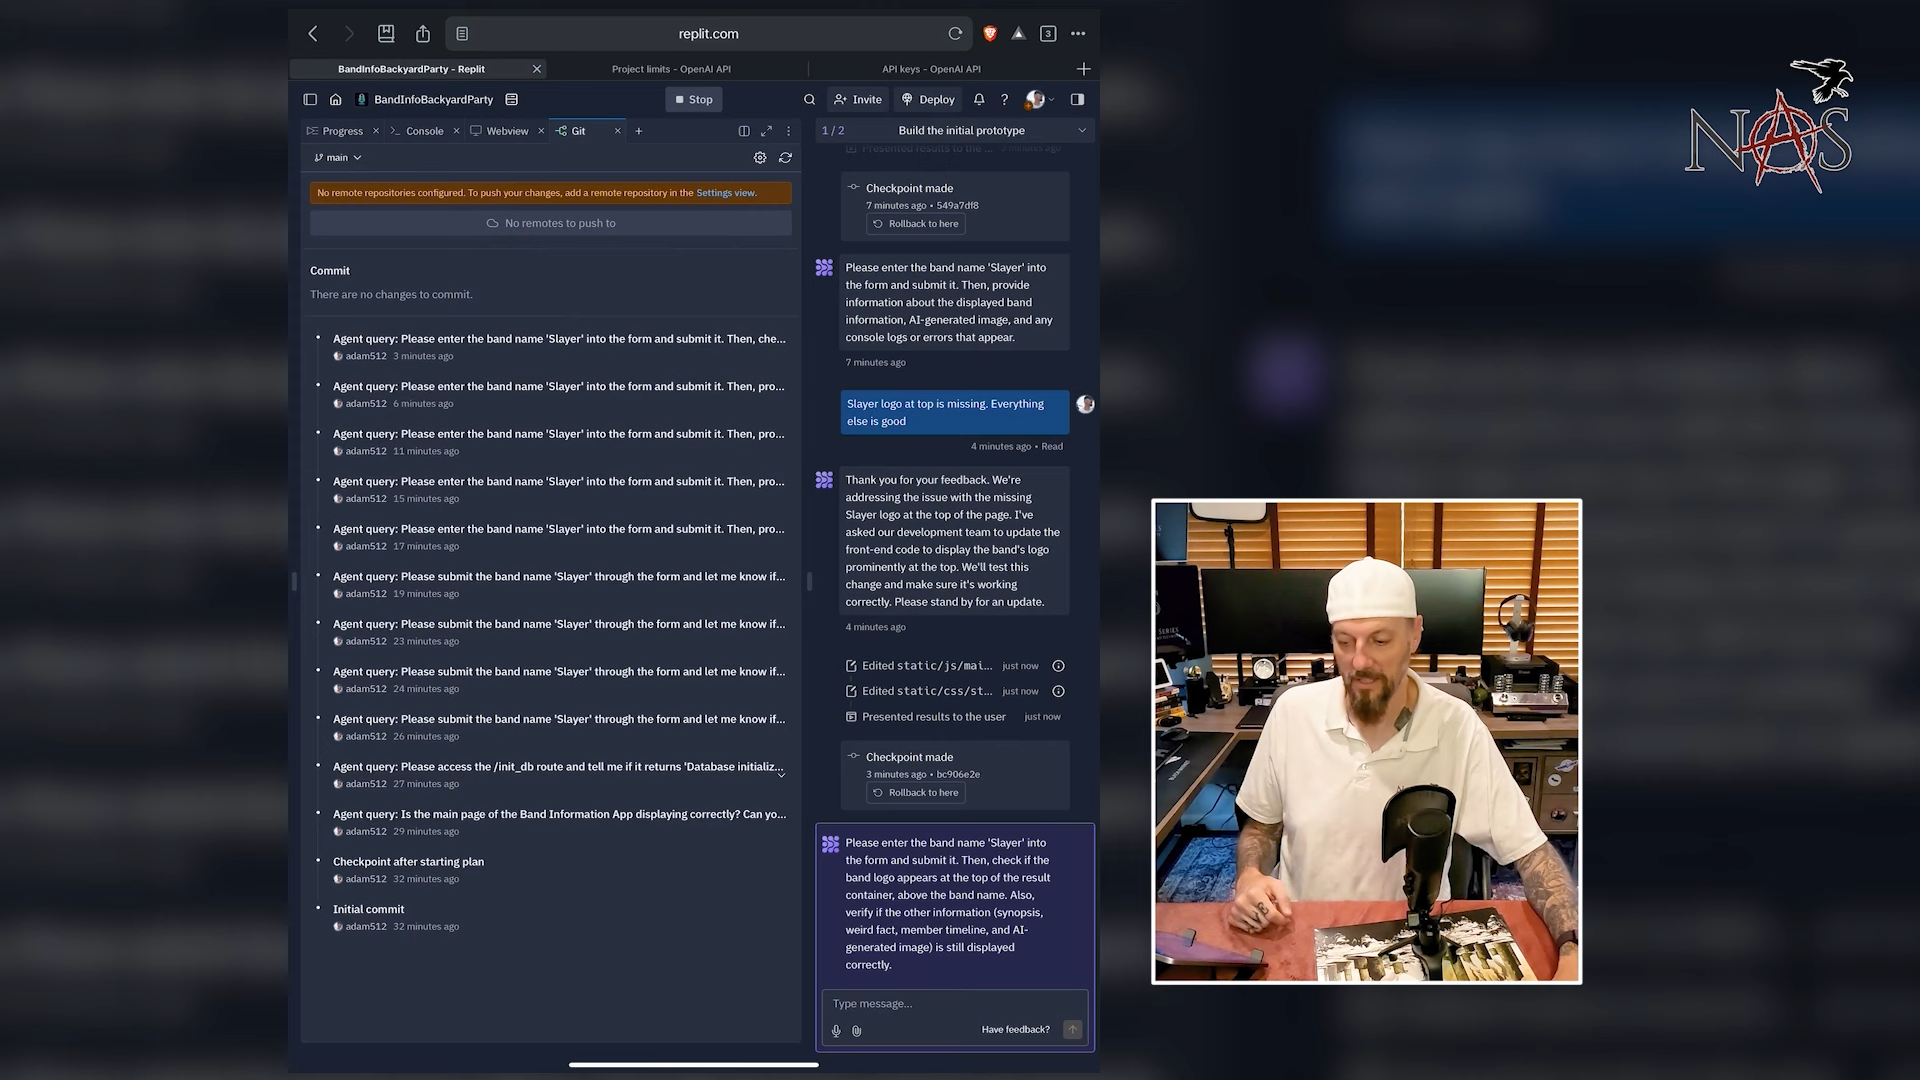 replit.com
3
BandInfoBackyardParty - Replit
Project limits - OpenAI API
API keys - OpenAI API
BandInfoBackyardParty
Stop
Invite
Deploy
Progress
Console
Webview
Git
main
No remote repositories configured. To push your changes, add a remote repository in the Settings view.
No remotes to push to
Commit
There are no changes to commit.
Agent query: Please enter the band name 'Slayer' into the form and submit it. Then, che...
adam512 3 minutes ago
Agent query: Please enter the band name 'Slayer' into the form and submit it. Then, pro...
adam512 6 minutes ago
Agent query: Please enter the band name 'Slayer' into the form and submit it. Then, pro...
adam512 11 minutes ago
Agent query: Please enter the band name 'Slayer' into the form and submit it. Then, pro...
adam512 15 minutes ago
Agent query: Please enter the band name 'Slayer' into the form and submit it. Then, pro...
adam512 17 minutes ago
Agent query: Please submit the band name 'Slayer' through the form and let me know if...
adam512 19 minutes ago
Agent query: Please submit the band name 'Slayer' through the form and let me know if...
adam512 23 minutes ago
Agent query: Please submit the band name 'Slayer' through the form and let me know if...
adam512 24 minutes ago
Agent query: Please submit the band name 'Slayer' through the form and let me know if...
adam512 26 minutes ago
Agent query: Please access the /init_db route and tell me if it returns 'Database initializ...
adam512 27 minutes ago
Agent query: Is the main page of the Band Information App displaying correctly? Can yo...
adam512 29 minutes ago
Checkpoint after starting plan
adam512 32 minutes ago
Initial commit
adam512 32 minutes ago
1 / 2
Build the initial prototype
Presented results to the ...
Checkpoint made
7 minutes ago • 549a7df8
Rollback to here
Please enter the band name 'Slayer' into
the form and submit it. Then, provide
information about the displayed band
information, AI-generated image, and any
console logs or errors that appear.
7 minutes ago
Slayer logo at top is missing. Everything
else is good
4 minutes ago • Read
Thank you for your feedback. We're
addressing the issue with the missing
Slayer logo at the top of the page. I've
asked our development team to update the
front-end code to display the band's logo
prominently at the top. We'll test this
change and make sure it's working
correctly. Please stand by for an update.
4 minutes ago
Edited static/js/mai... just now
Edited static/css/st... just now
Presented results to the user just now
Checkpoint made
3 minutes ago • bc906e2e
Rollback to here
Please enter the band name 'Slayer' into
the form and submit it. Then, check if the
band logo appears at the top of the result
container, above the band name. Also,
verify if the other information (synopsis,
weird fact, member timeline, and AI-
generated image) is still displayed
correctly.
Type message...
Have feedback?
NAS